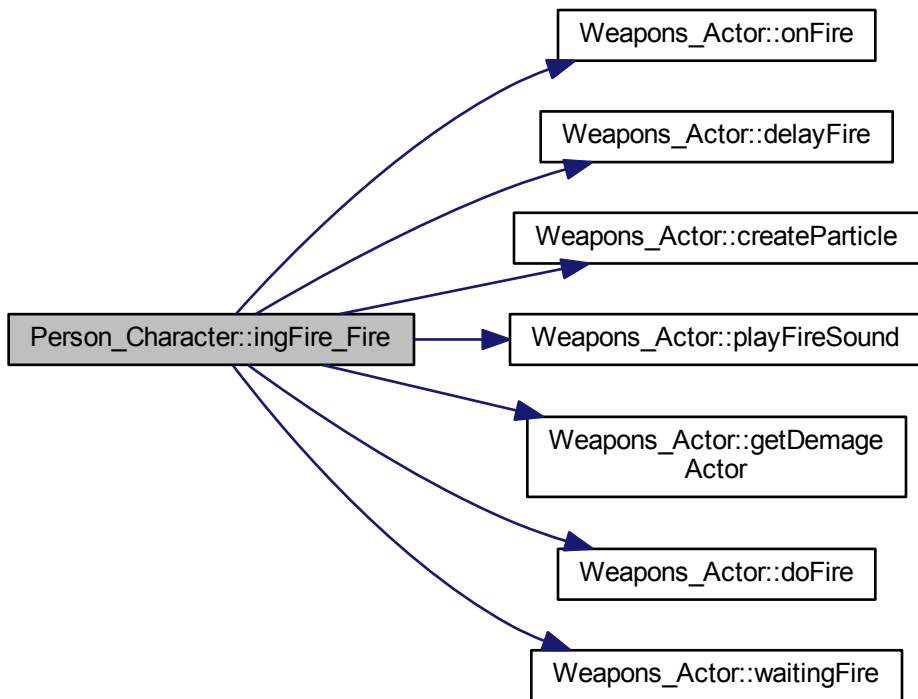 Weapons_Actor::onFire
Weapons_Actor::delayFire
Weapons_Actor::createParticle
Person_Character::ingFire_Fire
Weapons_Actor::playFireSound
Weapons_Actor::getDemage
Actor
Weapons_Actor::doFire
Weapons_Actor::waitingFire